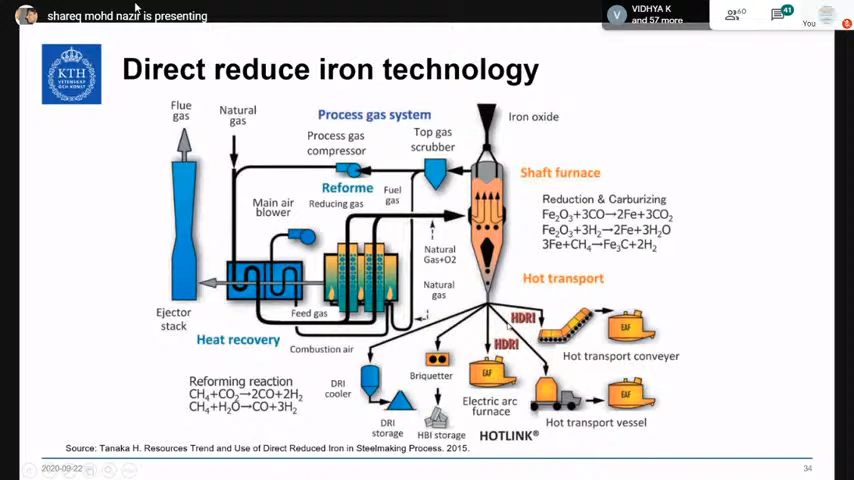 shareq mohd nazir is presenting
V
VIDHYA K
and 57 more
60
41
You
KTH
VETENSKAP
OCH KONST
Direct reduce iron technology
Flue
gas
Natural
gas
Process gas system
Process gas
compressor
Top gas
scrubber
Iron oxide
Reforme
Shaft furnace
Main air
blower
Reducing gas
Fuel
gas
Reduction & Carburizing
Fe₂O₃+3CO→2Fe+3CO₂
Fe₂O₃+3H₂→2Fe+3H₂O
3Fe+CH₄→Fe₃C+2H₂
Natural
Gas+O2
Hot transport
Natural
gas
Ejector
stack
Feed gas
HDRI
EAF
Heat recovery
Combustion air
HDRI
Hot transport conveyer
Reforming reaction
CH₄+CO₂→2CO+2H₂
CH₄+H₂O→CO+3H₂
DRI
cooler
Briquetter
EAF
Electric arc
furnace
EAF
DRI
storage
HBI storage
HOTLINK®
Hot transport vessel
Source: Tanaka H. Resources Trend and Use of Direct Reduced Iron in Steelmaking Process. 2015.
2020-09-22
34